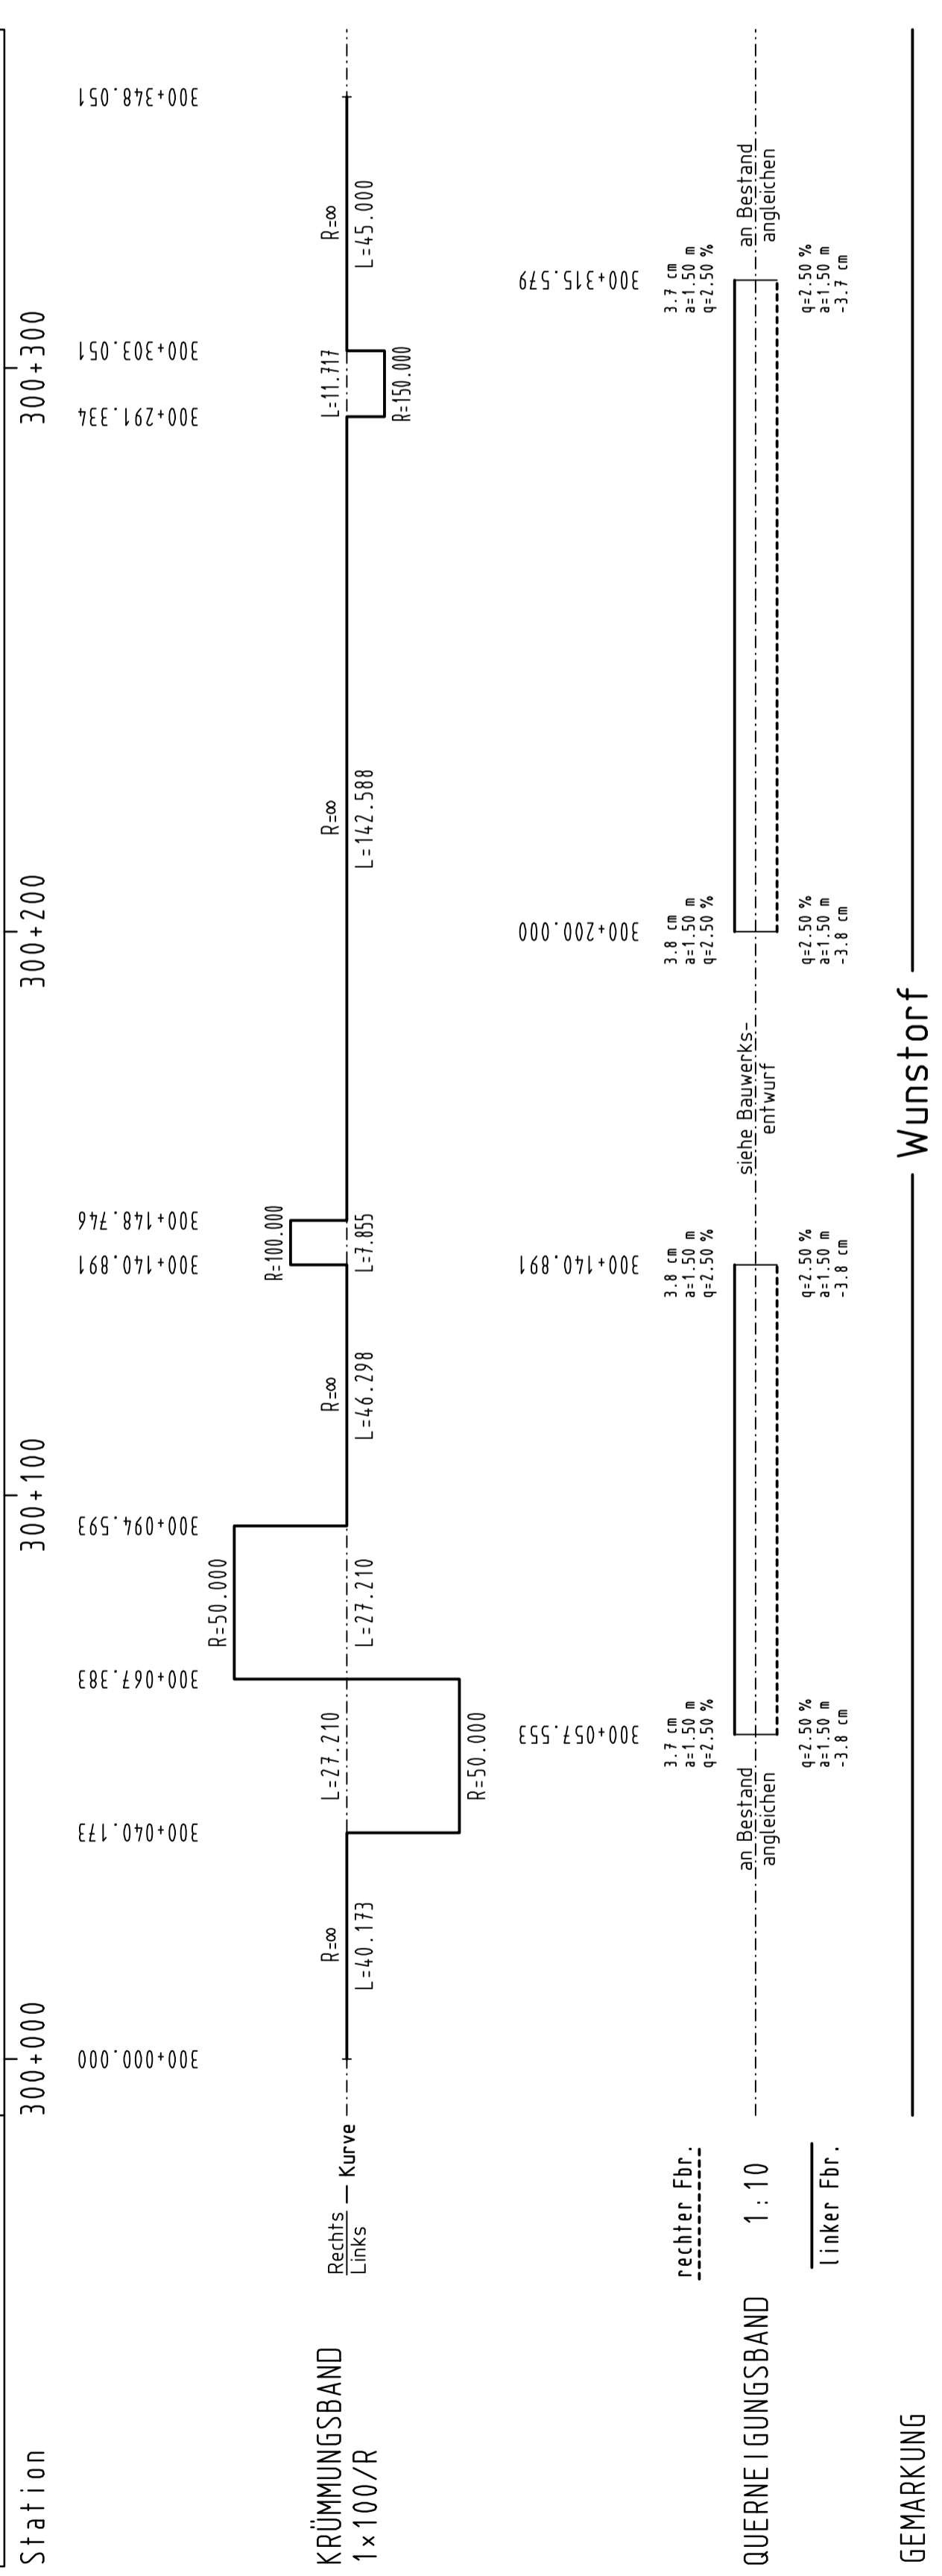 Station
300+000
300+100
300+200
300+300
KRÜMMUNGSBAND
1x100/R
Rechts
Links
Kurve
300+000.000
300+040.173
300+067.383
300+094.593
300+140.891
300+148.746
300+291.334
300+303.051
300+348.051
R=∞
L=40.173
L=27.210
R=50.000
R=50.000
L=27.210
R=∞
L=46.298
R=100.000
L=7.855
R=∞
L=142.588
L=11.717
R=150.000
R=∞
L=45.000
QUERNEIGUNGSBAND
1:10
rechter Fbr.
linker Fbr.
an Bestand
angleichen
300+057.553
3.7 cm
a=1.50 m
q=2.50 %
q=2.50 %
a=1.50 m
-3.8 cm
300+140.891
3.8 cm
a=1.50 m
q=2.50 %
q=2.50 %
a=1.50 m
-3.8 cm
siehe Bauwerks-
entwurf
300+200.000
3.8 cm
a=1.50 m
q=2.50 %
q=2.50 %
a=1.50 m
-3.8 cm
300+315.579
3.7 cm
a=1.50 m
q=2.50 %
q=2.50 %
a=1.50 m
-3.7 cm
an Bestand
angleichen
GEMARKUNG
Wunstorf